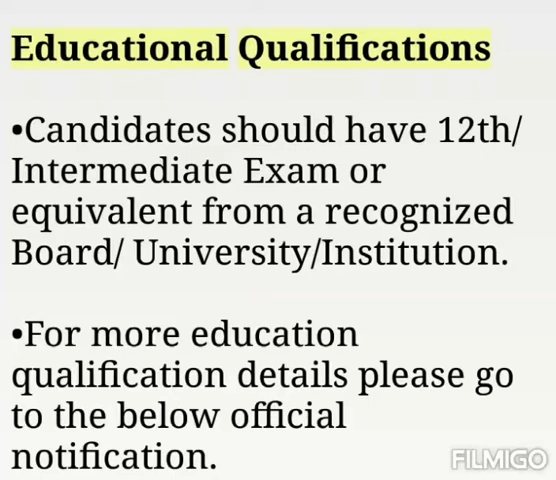 Educational Qualifications
•Candidates should have 12th/
Intermediate Exam or
equivalent from a recognized
Board/ University/Institution.
•For more education
qualification details please go
to the below official
notification.
FILMIGO